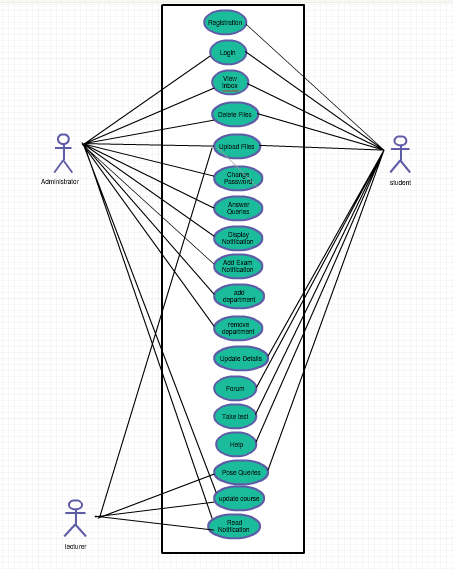 Registration
Login
View
Inbox
Delete Files
Upload Files
Administrator
student
Change
Password
Answer
Queries
Display
Notification
Add Exam
Notification
add
department
remove
department
Update Details
Forum
Take test
Help
Pose Queries
update course
Read
Notification
lecturer